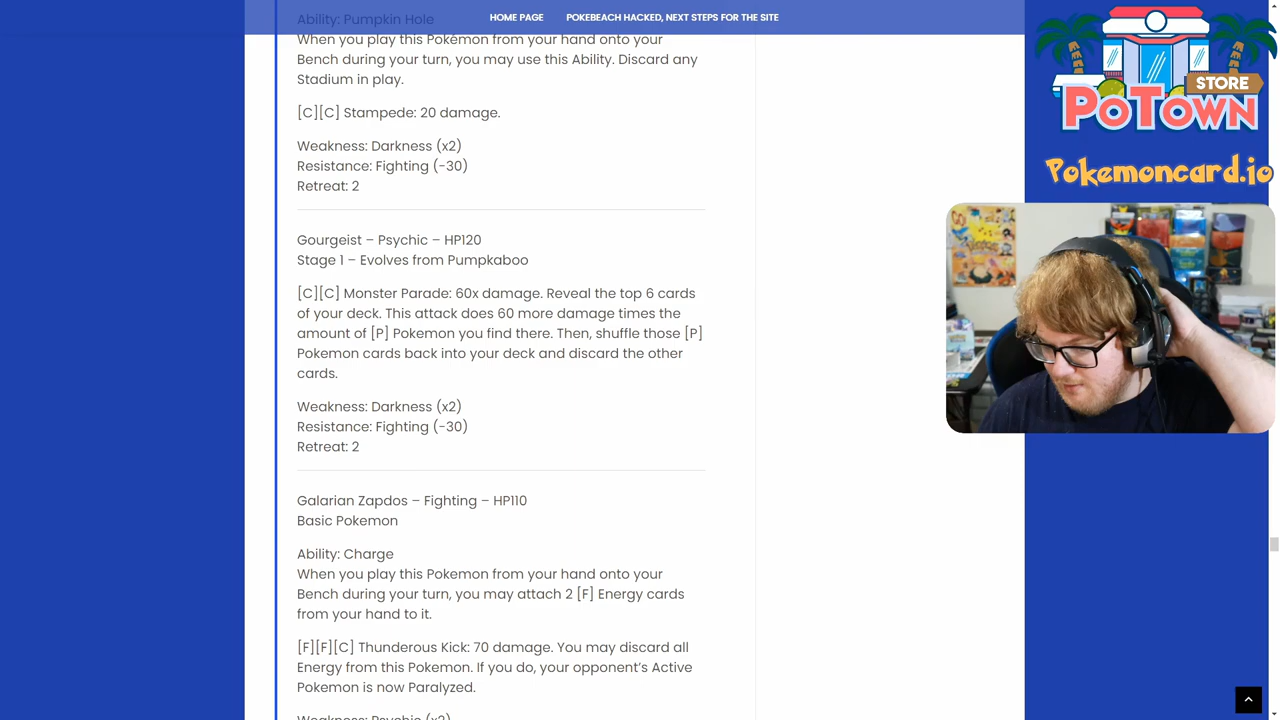 HOME PAGE
POKEBEACH HACKED, NEXT STEPS FOR THE SITE
Ability: Pumpkin Hole
When you play this Pokemon from your hand onto your
Bench during your turn, you may use this Ability. Discard any
Stadium in play.
[C][C] Stampede: 20 damage.
Weakness: Darkness (x2)
Resistance: Fighting (-30)
Retreat: 2
Gourgeist – Psychic – HP120
Stage 1 – Evolves from Pumpkaboo
[C][C] Monster Parade: 60x damage. Reveal the top 6 cards
of your deck. This attack does 60 more damage times the
amount of [P] Pokemon you find there. Then, shuffle those [P]
Pokemon cards back into your deck and discard the other
cards.
Weakness: Darkness (x2)
Resistance: Fighting (-30)
Retreat: 2
Galarian Zapdos – Fighting – HP110
Basic Pokemon
Ability: Charge
When you play this Pokemon from your hand onto your
Bench during your turn, you may attach 2 [F] Energy cards
from your hand to it.
[F][F][C] Thunderous Kick: 70 damage. You may discard all
Energy from this Pokemon. If you do, your opponent's Active
Pokemon is now Paralyzed.
Weakness: Psychic (x2)
STORE
PoTOWN
Pokemoncard.io